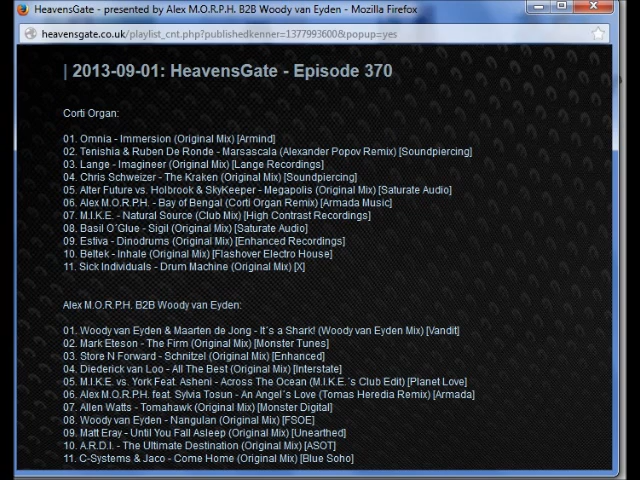 HeavensGate - presented by Alex M.O.R.P.H. B2B Woody van Eyden - Mozilla Firefox
heavensgate.co.uk/playlist_cnt.php?publishedkenner=1377993600&popup=yes
| 2013-09-01: HeavensGate - Episode 370
Corti Organ:
01. Omnia - Immersion (Original Mix) [Armind]
02. Tenishia & Ruben De Ronde - Marsascala (Alexander Popov Remix) [Soundpiercing]
03. Lange - Imagineer (Original Mix) [Lange Recordings]
04. Chris Schweizer - The Kraken (Original Mix) [Soundpiercing]
05. Alter Future vs. Holbrook & SkyKeeper - Megapolis (Original Mix) [Saturate Audio]
06. Alex M.O.R.P.H. - Bay of Bengal (Corti Organ Remix) [Armada Music]
07. M.I.K.E. - Natural Source (Club Mix) [High Contrast Recordings]
08. Basil O´Glue - Sigil (Original Mix) [Saturate Audio]
09. Estiva - Dinodrums (Original Mix) [Enhanced Recordings]
10. Beltek - Inhale (Original Mix) [Flashover Electro House]
11. Sick Individuals - Drum Machine (Original Mix) [X]
Alex M.O.R.P.H. B2B Woody van Eyden:
01. Woody van Eyden & Maarten de Jong - It´s a Shark! (Woody van Eyden Mix) [Vandit]
02. Mark Eteson - The Firm (Original Mix) [Monster Tunes]
03. Store N Forward - Schnitzel (Original Mix) [Enhanced]
04. Diederick van Loo - All The Best (Original Mix) [Interstate]
05. M.I.K.E. vs. York Feat. Asheni - Across The Ocean (M.I.K.E.´s Club Edit) [Planet Love]
06. Alex M.O.R.P.H. feat. Sylvia Tosun - An Angel´s Love (Tomas Heredia Remix) [Armada]
07. Allen Watts - Tomahawk (Original Mix) [Monster Digital]
08. Woody van Eyden - Nangulan (Original Mix) [FSOE]
09. Matt Eray - Until You Fall Asleep (Original Mix) [Unearthed]
10. A.R.D.I. - The Ultimate Destination (Original Mix) [ASOT]
11. C-Systems & Jaco - Come Home (Original Mix) [Blue Soho]